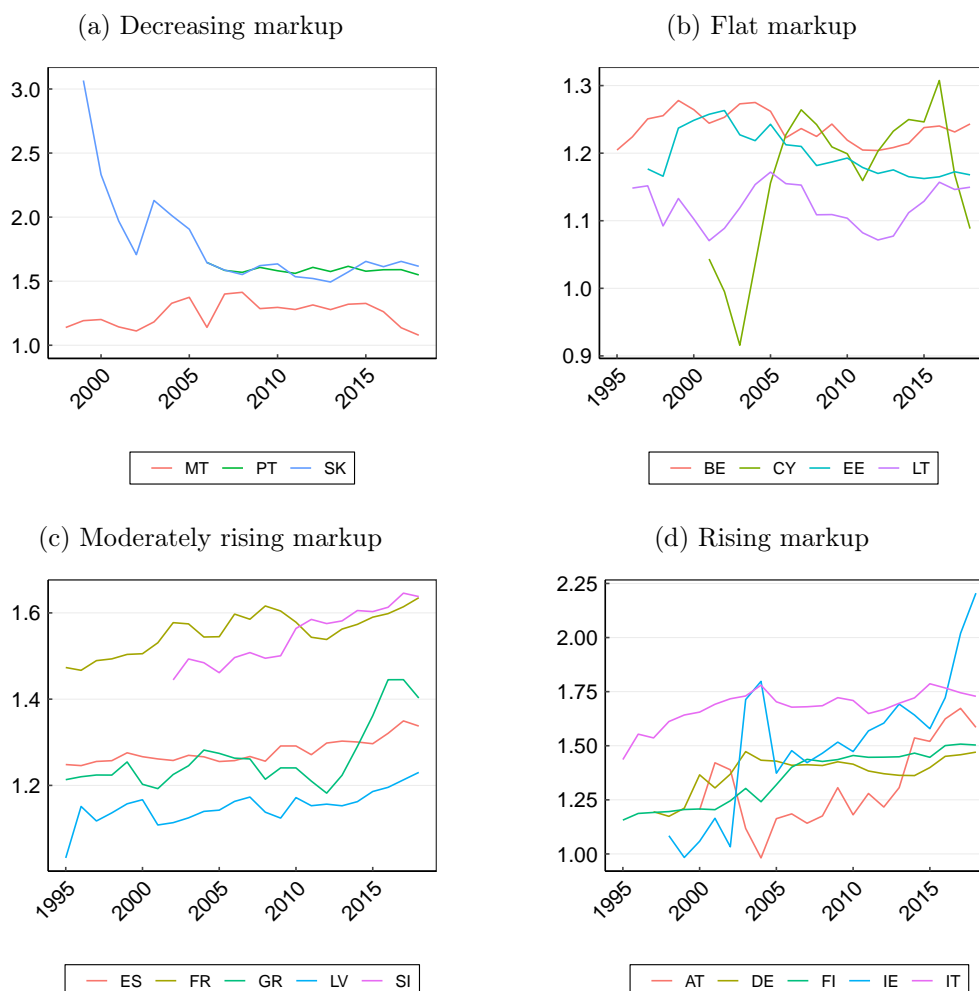 (a) Decreasing markup
3.0
2.5
2.0
1.5
1.0
2000 2005 2010 2015
MT PT SK
(b) Flat markup
1.3
1.2
1.1
1.0
0.9
1995 2000 2005 2010 2015
BE CY EE LT
(c) Moderately rising markup
1.6
1.4
1.2
1995 2000 2005 2010 2015
ES FR GR LV SI
(d) Rising markup
2.25
2.00
1.75
1.50
1.25
1.00
1995 2000 2005 2010 2015
AT DE FI IE IT